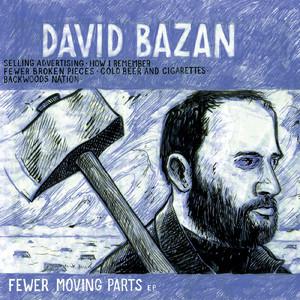 DAVID BAZAN
SELLING ADVERTISING · HOW I REMEMBER
FEWER BROKEN PIECES · COLD BEER AND CIGARETTES ·
BACKWOODS NATION
FEWER MOVING PARTS EP